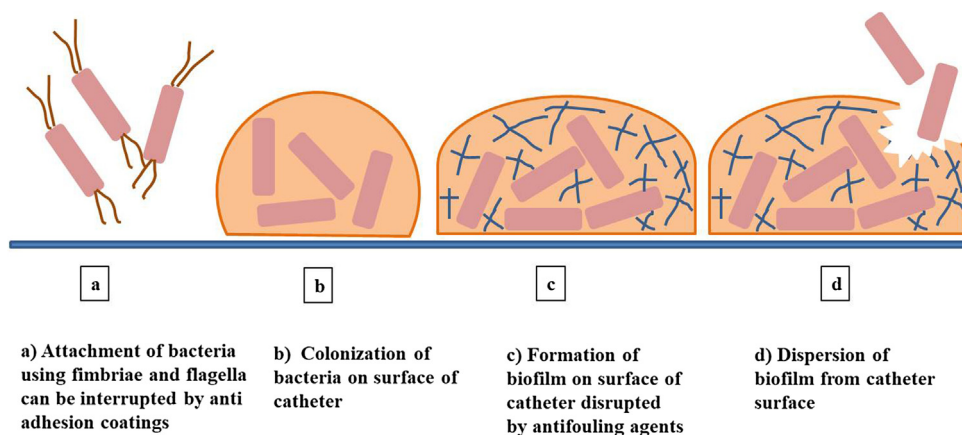 a
b
c
d
a) Attachment of bacteria
using fimbriae and flagella
can be interrupted by anti
adhesion coatings
b) Colonization of
bacteria on surface of
catheter
c) Formation of
biofilm on surface of
catheter disrupted
by antifouling agents
d) Dispersion of
biofilm from catheter
surface